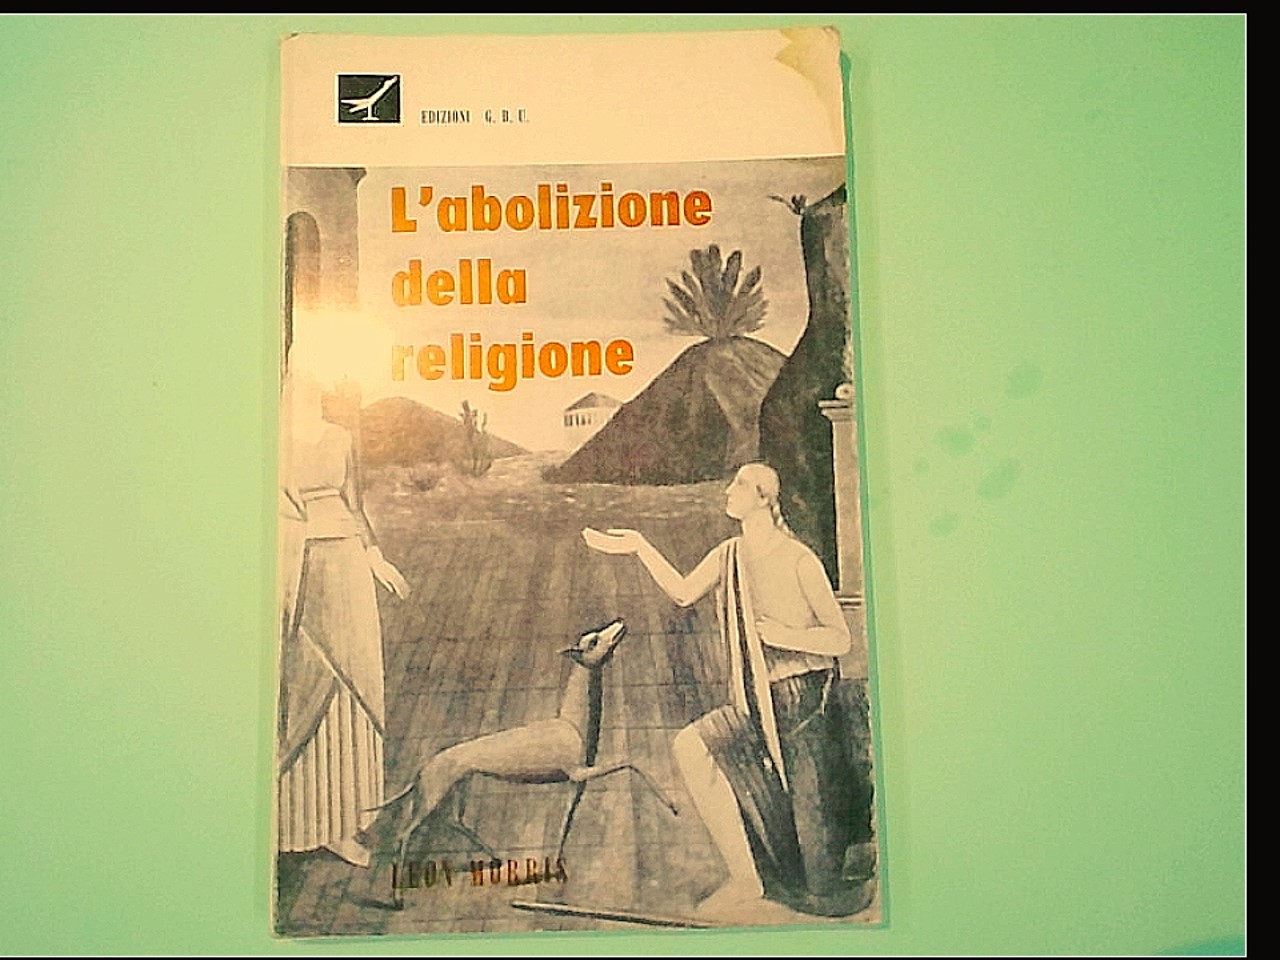 EDIZIONI G. B. U.
L'abolizione
della
religione
LEON MORRIS